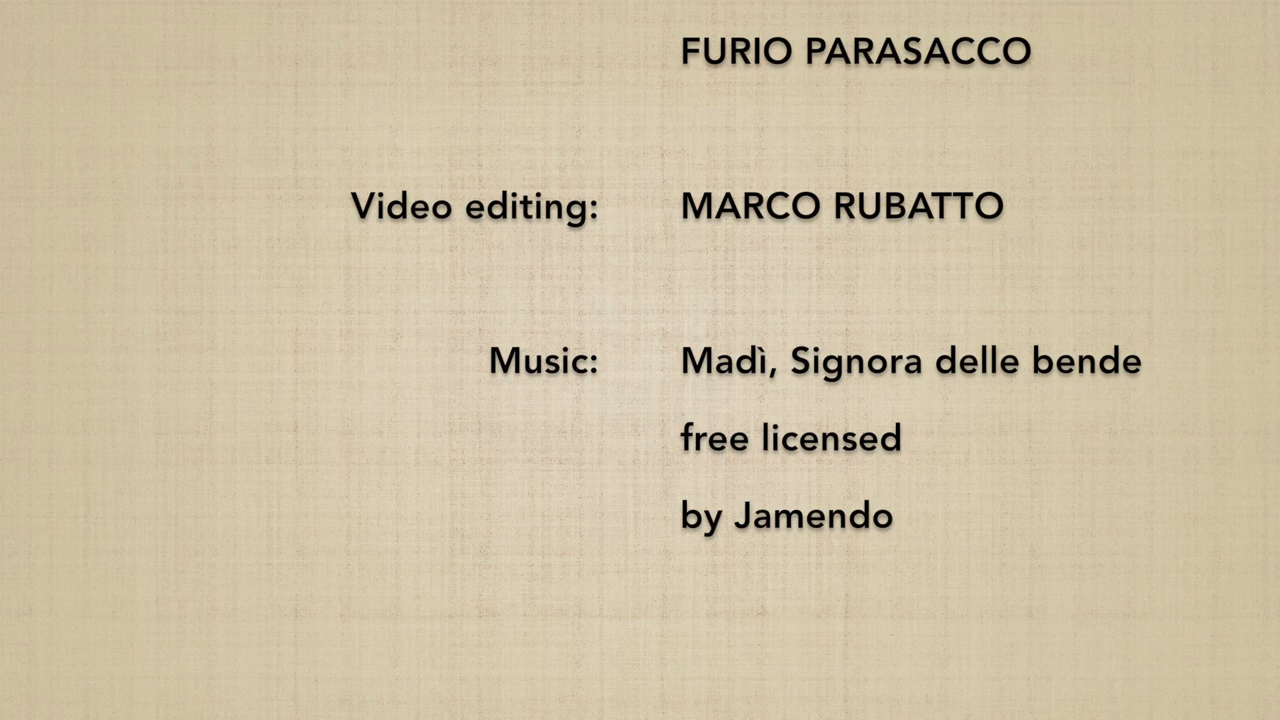 FURIO PARASACCO
Video editing: MARCO RUBATTO
Music: Madì, Signora delle bende
free licensed
by Jamendo